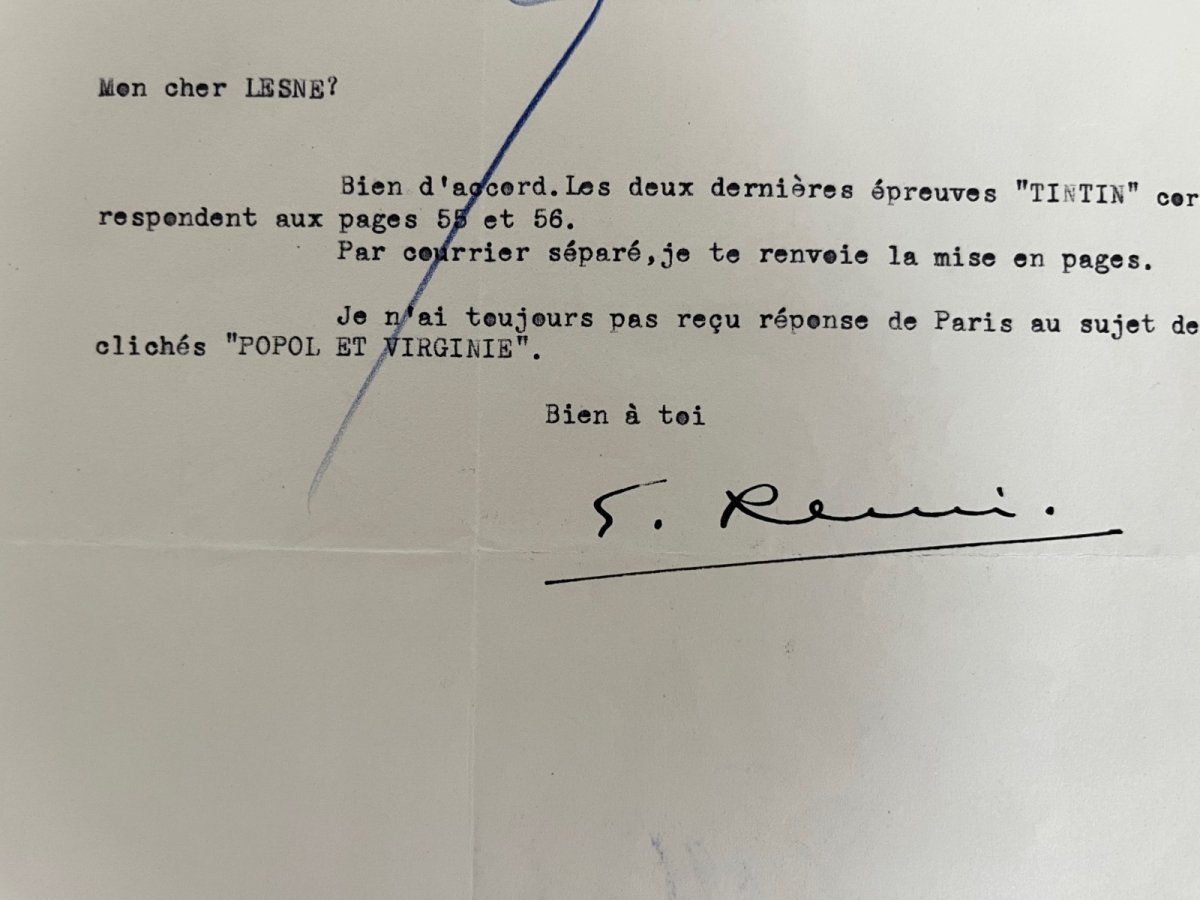 Mon cher LESNE?
Bien d'accord.Les deux dernières épreuves "TINTIN" cor
respondent aux pages 55 et 56.
Par courrier séparé,je te renvoie la mise en pages.
Je n'ai toujours pas reçu réponse de Paris au sujet de
clichés "POPOL ET VIRGINIE".
Bien à toi
G. Remi.